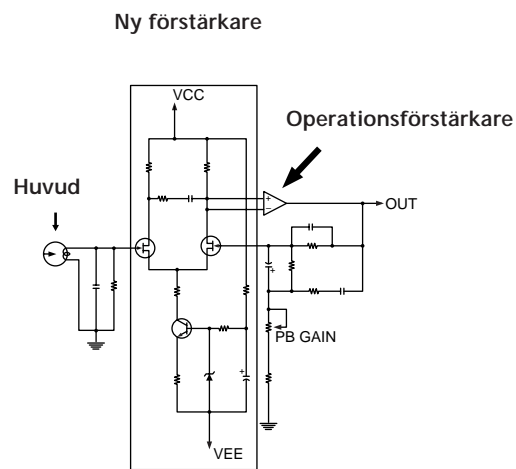 Ny förstärkare
VCC
Operationsförstärkare
Huvud
+
−
OUT
+
PB GAIN
+
VEE